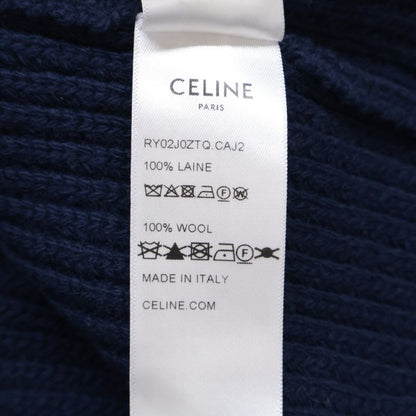 CELINE
PARIS
RY02J0ZTQ.CAJ2
100% LAINE
100% WOOL
MADE IN ITALY
CELINE.COM